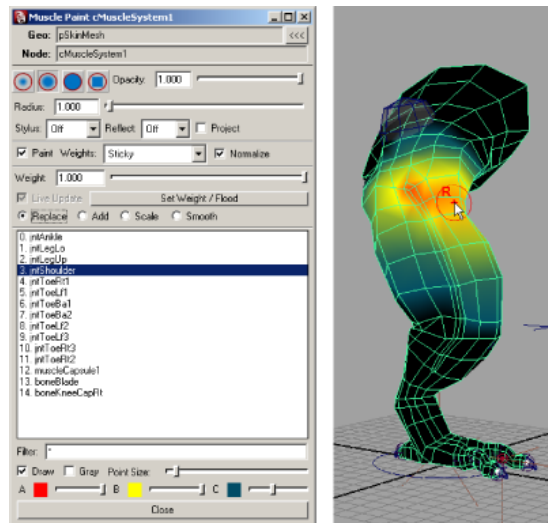 Muscle Paint cMuscleSystem1
Geo: pSkinMesh <<<
Node: cMuscleSystem1
Opacity: 1.000
Radius: 1.000
Stylus: Off Reflect: Off Project
Paint Weights: Sticky Normalize
Weight: 1.000
Live Update Set Weight / Flood
Replace Add Scale Smooth
0. jntAnkle
1. jntLegLo
2. jntLegUp
3. jntShoulder
4. jntToeRt1
5. jntToeLf1
6. jntToeBa1
7. jntToeBa2
8. jntToeLf2
9. jntToeLf3
10. jntToeRt3
11. jntToeRt2
12. muscleCapsule1
13. boneBlade
14. boneKneeCapRt
Filter: *
Draw Gray Point Size:
A B C
Close
R